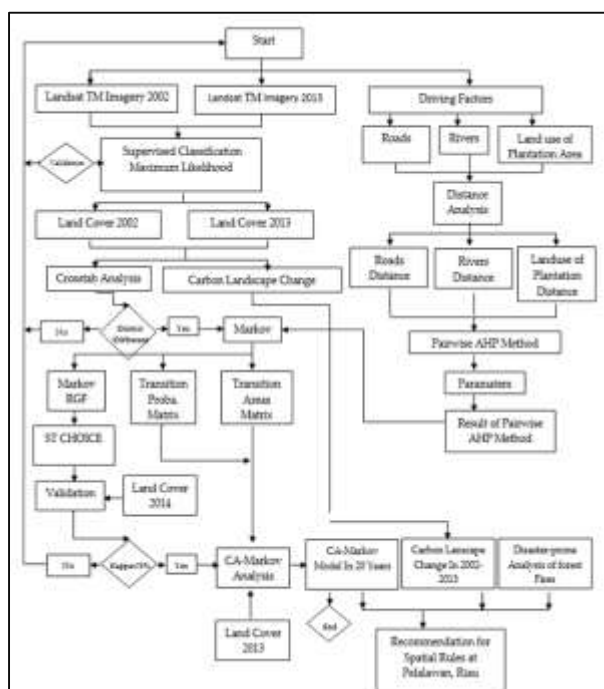 Start
Landsat TM Imagery 2002
Landsat TM Imagery 2013
Driving Factors
Roads
Rivers
Land use of
Plantation Area
Validation
Supervised Classification
Maximum Likelihood
Distance
Analysis
Land Cover 2002
Land Cover 2013
Roads
Distance
Rivers
Distance
Landuse of
Plantation
Distance
Crosstab Analysis
Carbon Landscape Change
No
Yes
Markov
Pairwise AHP Method
Markov
Transition
Proba.
Matrix
Transition
Areas
Matrix
Parameters
Result of Pairwise
AHP Method
ST CHOICE
Validation
Land Cover
2014
No
Yes
CA-Markov
Analysis
CA-Markov
Model In 20 Years
Carbon
Change In 2002-
2013
Disaster-prone
Analysis of forest
Fires
End
Land Cover
2013
Recommendation for
Spatial Rules at
Pelalawan, Riau